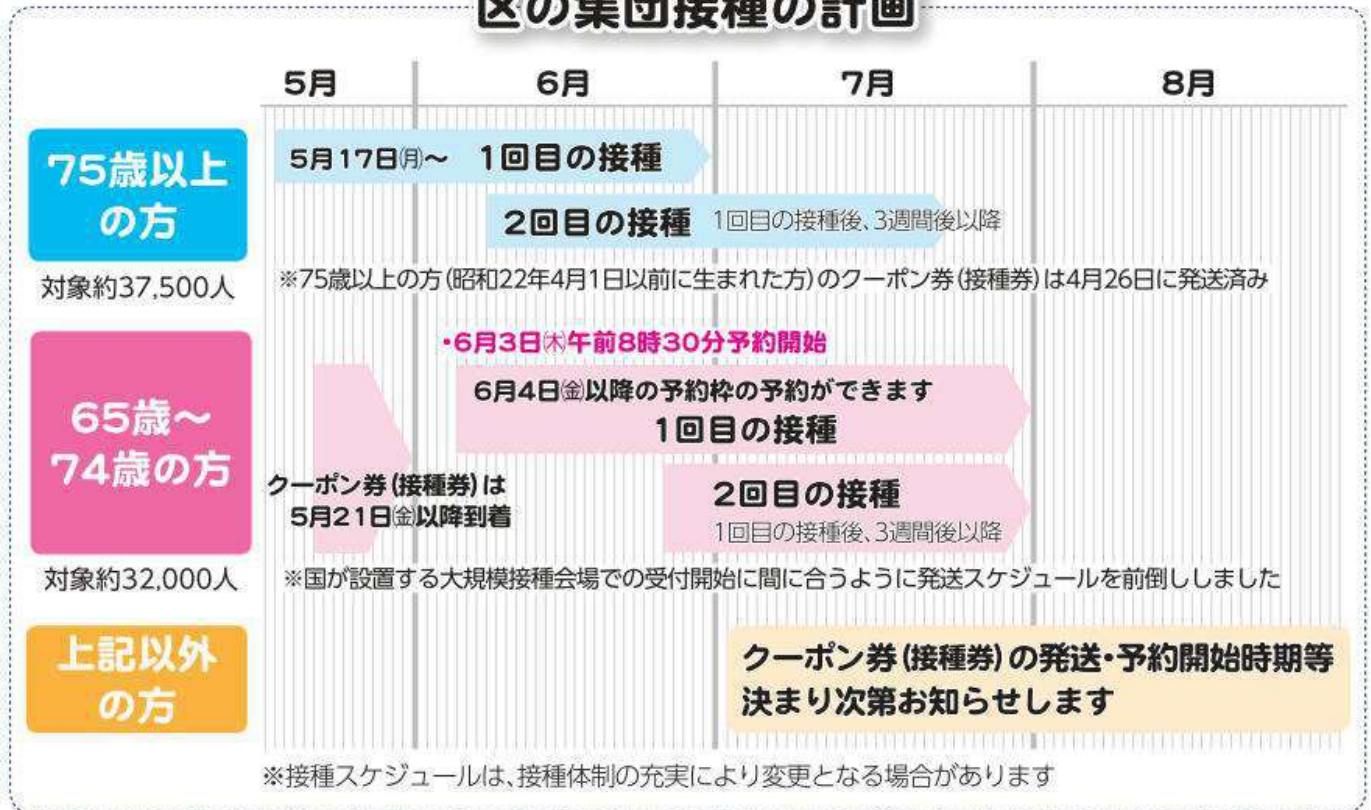 区の集団接種の計画
5月
6月
7月
8月
75歳以上
の方
対象約37,500人
5月17日㈪～ 1回目の接種
2回目の接種 1回目の接種後、3週間後以降
※75歳以上の方(昭和22年4月1日以前に生まれた方)のクーポン券(接種券)は4月26日に発送済み
65歳～
74歳の方
対象約32,000人
・6月3日㈭午前8時30分予約開始
6月4日㈮以降の予約枠の予約ができます
1回目の接種
クーポン券(接種券)は
5月21日㈮以降到着
2回目の接種
1回目の接種後、3週間後以降
※国が設置する大規模接種会場での受付開始に間に合うように発送スケジュールを前倒ししました
上記以外
の方
クーポン券(接種券)の発送・予約開始時期等
決まり次第お知らせします
※接種スケジュールは、接種体制の充実により変更となる場合があります